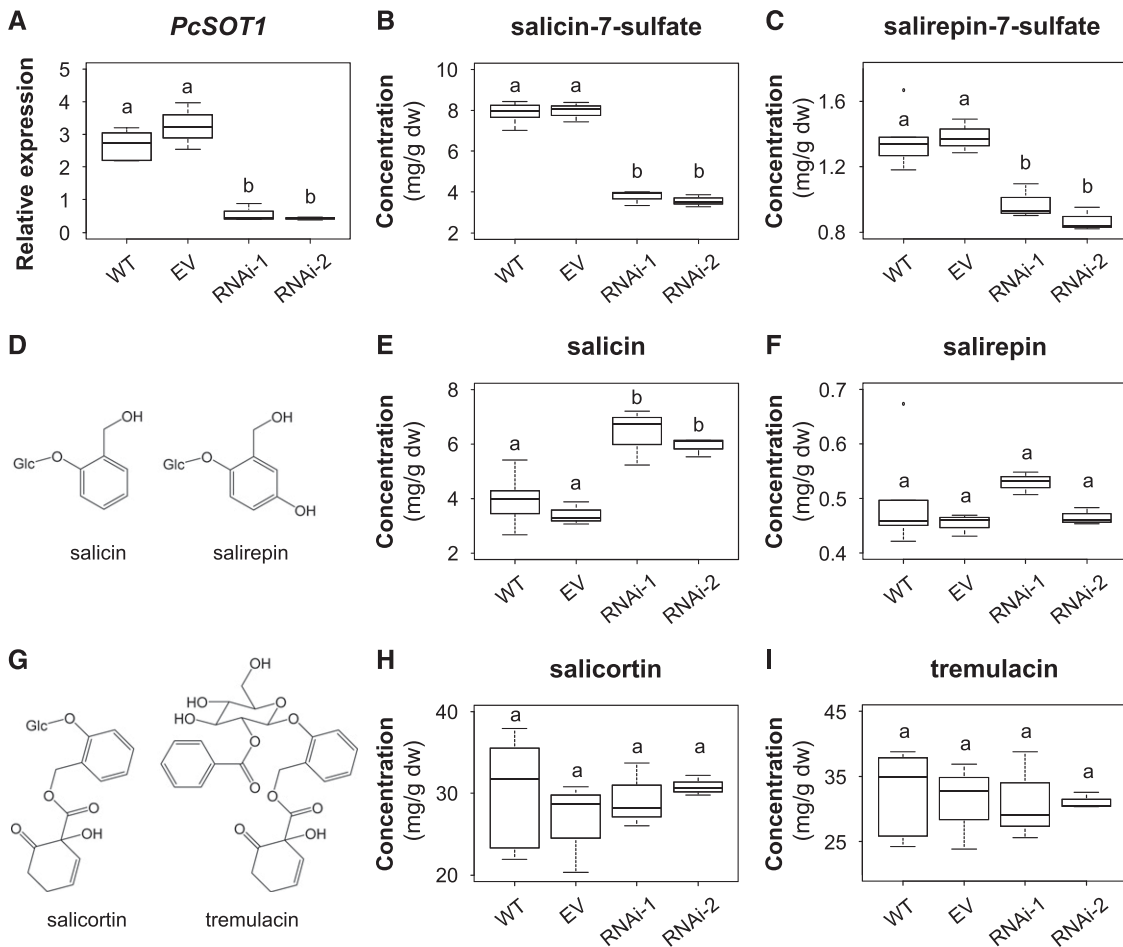 A
PcSOT1
Relative expression
5
4
3
2
1
0
a
a
b
b
WT
EV
RNAi-1
RNAi-2
B
salicin-7-sulfate
Concentration
(mg/g dw)
10
8
6
4
2
a
a
b
b
WT
EV
RNAi-1
RNAi-2
C
salirepin-7-sulfate
Concentration
(mg/g dw)
1.6
1.2
0.8
a
a
b
b
WT
EV
RNAi-1
RNAi-2
D
OH
O
Glc
salicin
OH
O
Glc
OH
salirepin
E
salicin
Concentration
(mg/g dw)
8
6
4
2
a
a
b
b
WT
EV
RNAi-1
RNAi-2
F
salirepin
Concentration
(mg/g dw)
0.7
0.6
0.5
0.4
a
a
a
a
WT
EV
RNAi-1
RNAi-2
G
Glc
O
O
O
O
OH
salicortin
OH
HO
O
HO
O
O
O
O
O
O
OH
tremulacin
H
salicortin
Concentration
(mg/g dw)
40
30
20
a
a
a
a
WT
EV
RNAi-1
RNAi-2
I
tremulacin
Concentration
(mg/g dw)
45
35
25
a
a
a
a
WT
EV
RNAi-1
RNAi-2